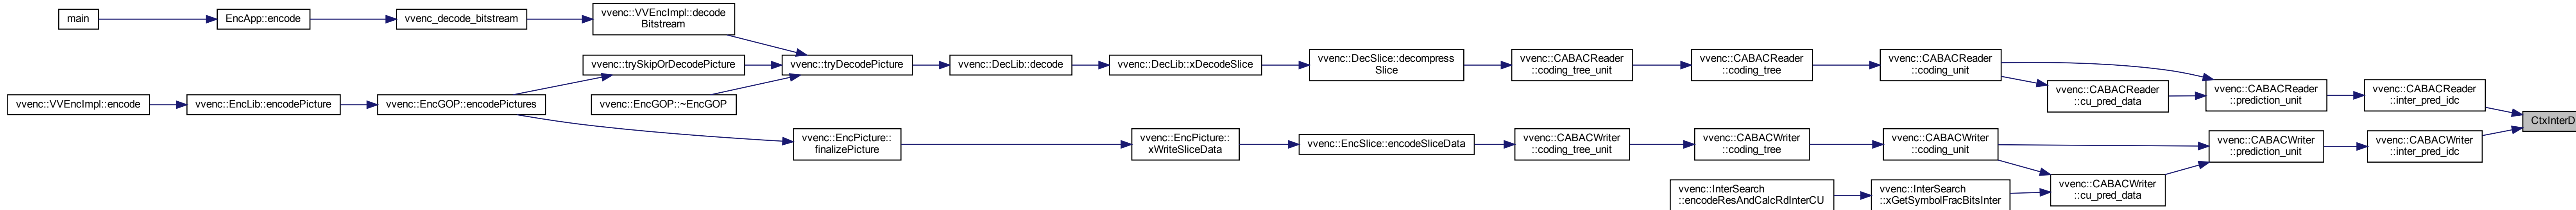 main
EncApp::encode
vvenc_decode_bitstream
vvenc::VVEncImpl::decode
Bitstream
vvenc::trySkipOrDecodePicture
vvenc::tryDecodePicture
vvenc::DecLib::decode
vvenc::DecLib::xDecodeSlice
vvenc::DecSlice::decompress
Slice
vvenc::CABACReader
::coding_tree_unit
vvenc::CABACReader
::coding_tree
vvenc::CABACReader
::coding_unit
vvenc::CABACReader
::cu_pred_data
vvenc::CABACReader
::prediction_unit
vvenc::CABACReader
::inter_pred_idc
vvenc::VVEncImpl::encode
vvenc::EncLib::encodePicture
vvenc::EncGOP::encodePictures
vvenc::EncGOP::~EncGOP
CtxInterD
vvenc::EncPicture::
finalizePicture
vvenc::EncPicture::
xWriteSliceData
vvenc::EncSlice::encodeSliceData
vvenc::CABACWriter
::coding_tree_unit
vvenc::CABACWriter
::coding_tree
vvenc::CABACWriter
::coding_unit
vvenc::CABACWriter
::prediction_unit
vvenc::CABACWriter
::inter_pred_idc
vvenc::InterSearch
::encodeResAndCalcRdInterCU
vvenc::InterSearch
::xGetSymbolFracBitsInter
vvenc::CABACWriter
::cu_pred_data